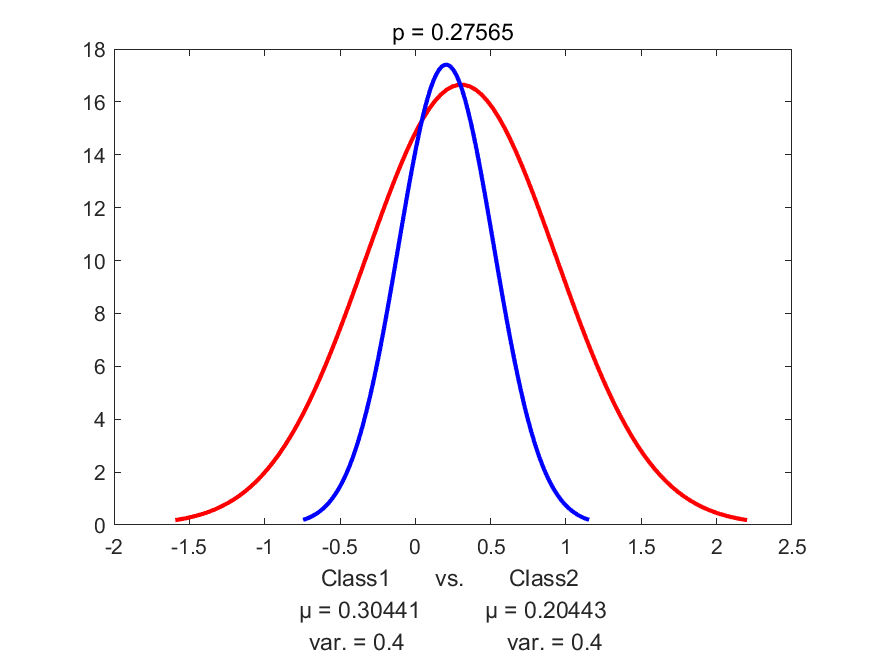 p = 0.27565
18
16
14
12
10
8
6
4
2
0
-2 -1.5 -1 -0.5 0 0.5 1 1.5 2 2.5
Class1 vs. Class2
μ = 0.30441 μ = 0.20443
var. = 0.4 var. = 0.4